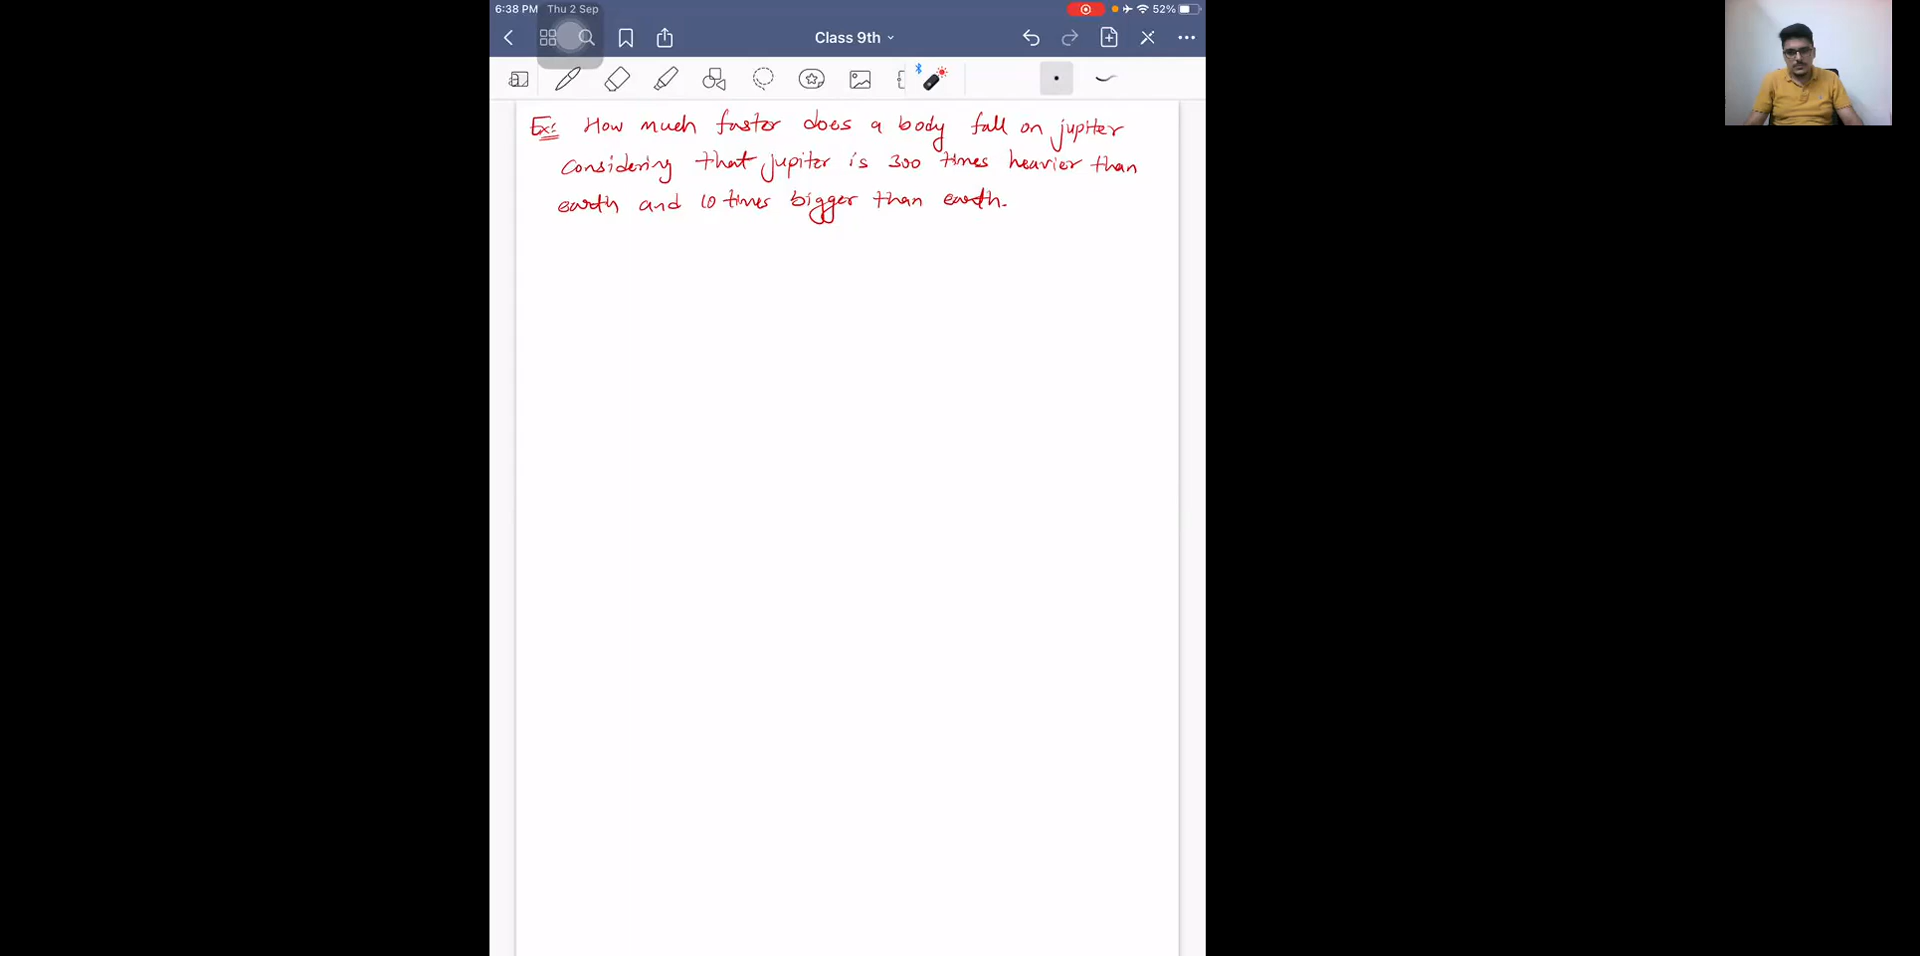 6:38 PM Thu 2 Sep 52%
Class 9th
Ex: How much faster does a body fall on jupiter
considering that jupiter is 300 times heavier than
earth and 10 times bigger than earth.